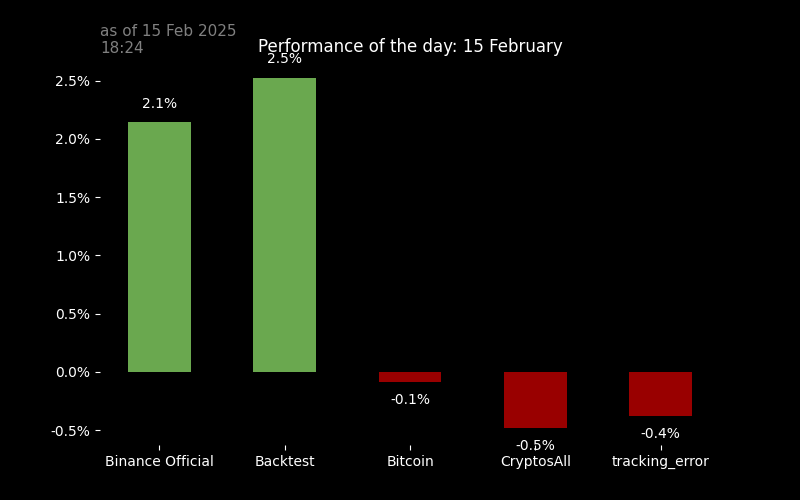 as of 15 Feb 2025
18:24
Performance of the day: 15 February
2.5%
2.5%
2.1%
2.0%
1.5%
1.0%
0.5%
0.0%
-0.1%
-0.5%
-0.4%
-0.5%
Binance Official
Backtest
Bitcoin
CryptosAll
tracking_error